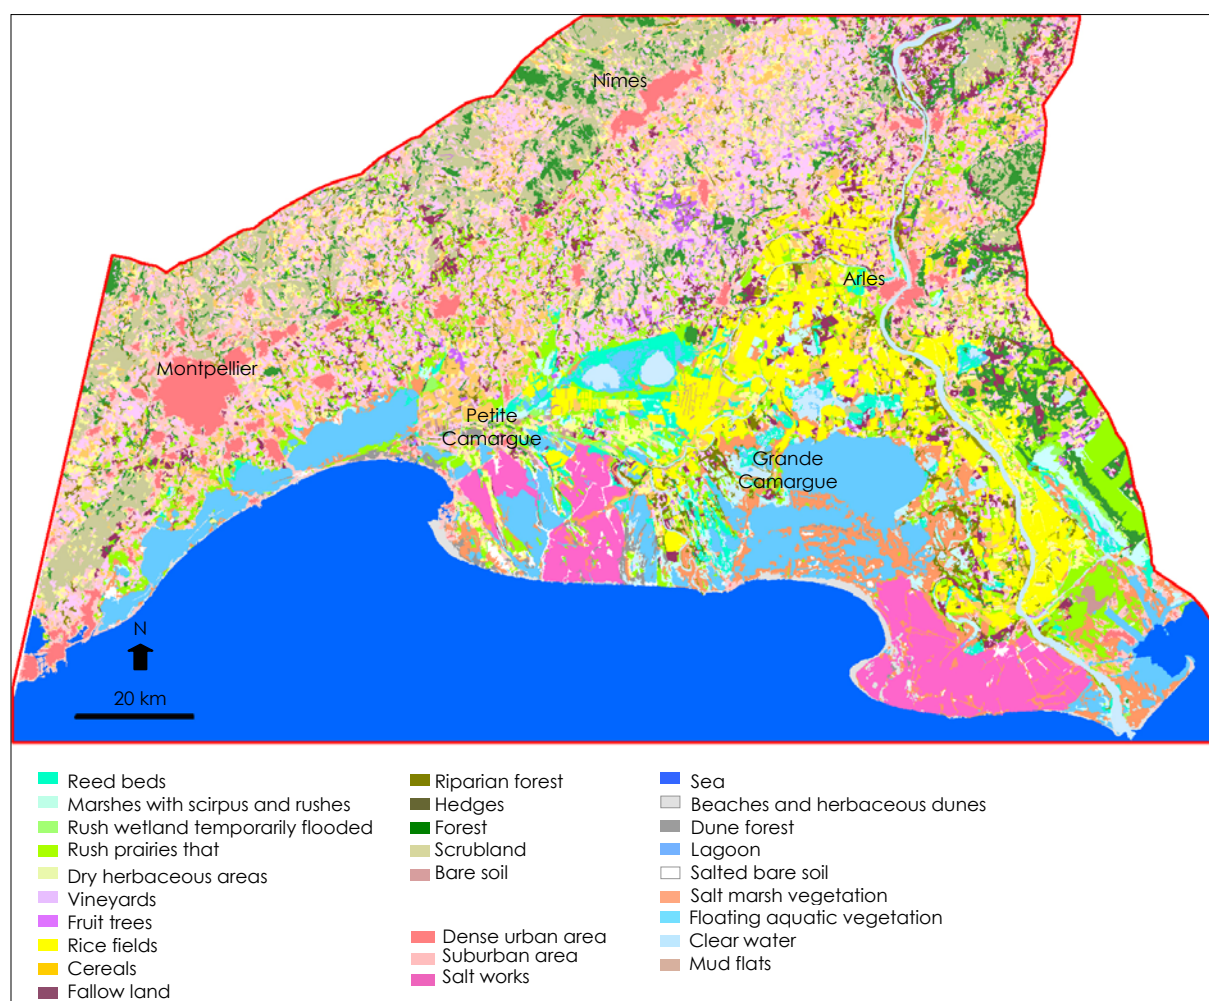 Nîmes
Arles
Montpellier
Petite
Camargue
Grande
Camargue
N
20 km
Reed beds
Marshes with scirpus and rushes
Rush wetland temporarily flooded
Rush prairies that
Dry herbaceous areas
Vineyards
Fruit trees
Rice fields
Cereals
Fallow land
Riparian forest
Hedges
Forest
Scrubland
Bare soil
Dense urban area
Suburban area
Salt works
Sea
Beaches and herbaceous dunes
Dune forest
Lagoon
Salted bare soil
Salt marsh vegetation
Floating aquatic vegetation
Clear water
Mud flats